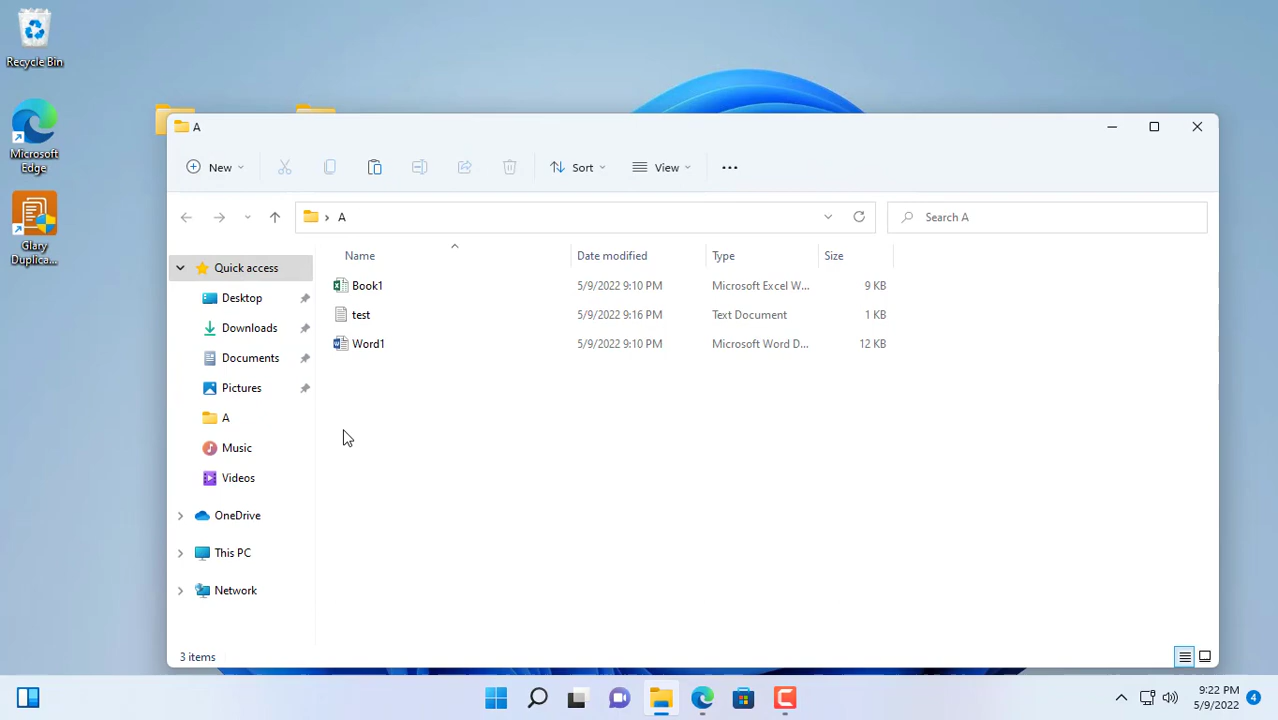 Recycle Bin
Microsoft
Edge
Glary
Duplica...
A
New
Sort
View
A
Search A
Name
Date modified
Type
Size
Quick access
Desktop
Downloads
Documents
Pictures
A
Music
Videos
OneDrive
This PC
Network
Book1
5/9/2022 9:10 PM
Microsoft Excel W...
9 KB
test
5/9/2022 9:16 PM
Text Document
1 KB
Word1
5/9/2022 9:10 PM
Microsoft Word D...
12 KB
3 items
9:22 PM
5/9/2022
4